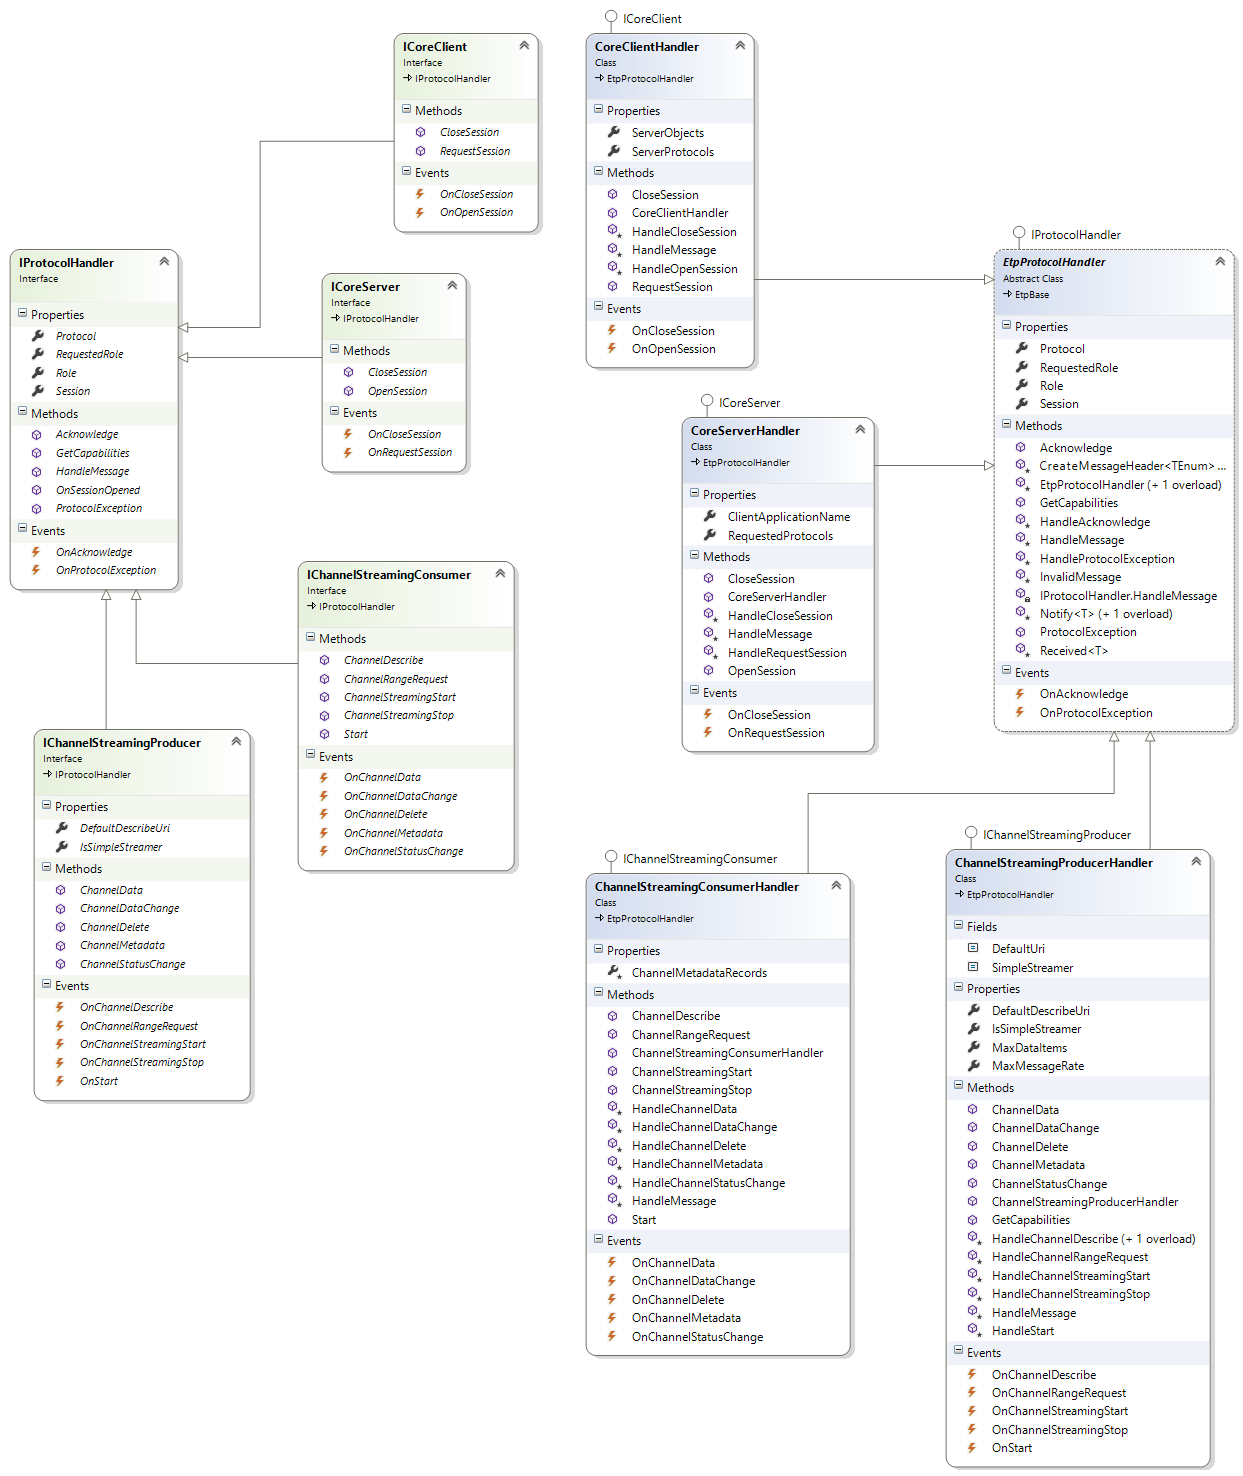 ICoreClient
Interface
IProtocolHandler
Methods
CloseSession
RequestSession
Events
OnCloseSession
OnOpenSession
ICoreClient
CoreClientHandler
Class
EtpProtocolHandler
Properties
ServerObjects
ServerProtocols
Methods
CloseSession
CoreClientHandler
HandleCloseSession
HandleMessage
HandleOpenSession
RequestSession
Events
OnCloseSession
OnOpenSession
IProtocolHandler
Interface
Properties
Protocol
RequestedRole
Role
Session
Methods
Acknowledge
GetCapabilities
HandleMessage
OnSessionOpened
ProtocolException
Events
OnAcknowledge
OnProtocolException
ICoreServer
Interface
IProtocolHandler
Methods
CloseSession
OpenSession
Events
OnCloseSession
OnRequestSession
IProtocolHandler
EtpProtocolHandler
Abstract Class
EtpBase
Properties
Protocol
RequestedRole
Role
Session
Methods
Acknowledge
CreateMessageHeader<TEnum> ...
EtpProtocolHandler (+ 1 overload)
GetCapabilities
HandleAcknowledge
HandleMessage
HandleProtocolException
InvalidMessage
IProtocolHandler.HandleMessage
Notify<T> (+ 1 overload)
ProtocolException
Received<T>
Events
OnAcknowledge
OnProtocolException
ICoreServer
CoreServerHandler
Class
EtpProtocolHandler
Properties
ClientApplicationName
RequestedProtocols
Methods
CloseSession
CoreServerHandler
HandleCloseSession
HandleMessage
HandleRequestSession
OpenSession
Events
OnCloseSession
OnRequestSession
IChannelStreamingConsumer
Interface
IProtocolHandler
Methods
ChannelDescribe
ChannelRangeRequest
ChannelStreamingStart
ChannelStreamingStop
Start
Events
OnChannelData
OnChannelDataChange
OnChannelDelete
OnChannelMetadata
OnChannelStatusChange
IChannelStreamingProducer
Interface
IProtocolHandler
Properties
DefaultDescribeUri
IsSimpleStreamer
Methods
ChannelData
ChannelDataChange
ChannelDelete
ChannelMetadata
ChannelStatusChange
Events
OnChannelDescribe
OnChannelRangeRequest
OnChannelStreamingStart
OnChannelStreamingStop
OnStart
IChannelStreamingConsumer
ChannelStreamingConsumerHandler
Class
EtpProtocolHandler
Properties
ChannelMetadataRecords
Methods
ChannelDescribe
ChannelRangeRequest
ChannelStreamingConsumerHandler
ChannelStreamingStart
ChannelStreamingStop
HandleChannelData
HandleChannelDataChange
HandleChannelDelete
HandleChannelMetadata
HandleChannelStatusChange
HandleMessage
Start
Events
OnChannelData
OnChannelDataChange
OnChannelDelete
OnChannelMetadata
OnChannelStatusChange
IChannelStreamingProducer
ChannelStreamingProducerHandler
Class
EtpProtocolHandler
Fields
DefaultUri
SimpleStreamer
Properties
DefaultDescribeUri
IsSimpleStreamer
MaxDataItems
MaxMessageRate
Methods
ChannelData
ChannelDataChange
ChannelDelete
ChannelMetadata
ChannelStatusChange
ChannelStreamingProducerHandler
GetCapabilities
HandleChannelDescribe (+ 1 overload)
HandleChannelRangeRequest
HandleChannelStreamingStart
HandleChannelStreamingStop
HandleMessage
HandleStart
Events
OnChannelDescribe
OnChannelRangeRequest
OnChannelStreamingStart
OnChannelStreamingStop
OnStart